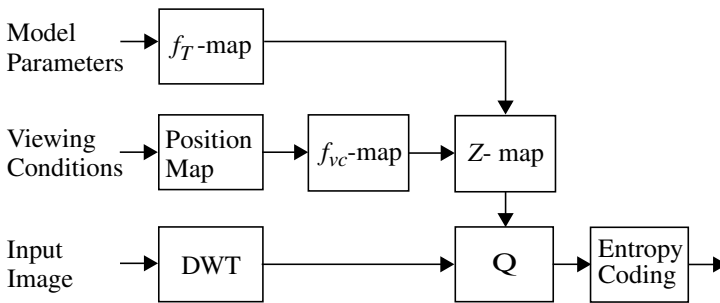 Model
Parameters
f_T-map
Viewing
Conditions
Position
Map
f_vc-map
Z- map
Input
Image
DWT
Q
Entropy
Coding